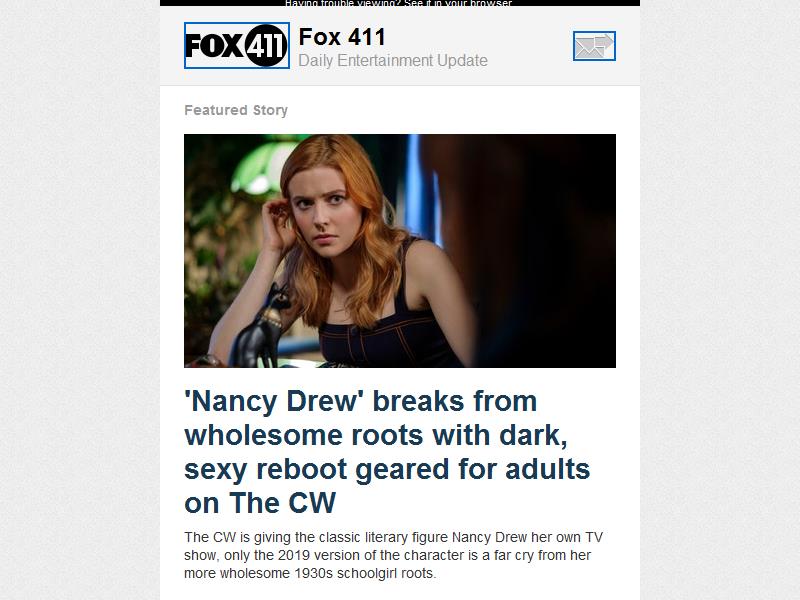 Having trouble viewing? See it in your browser
FOX 411
Fox 411
Daily Entertainment Update
Featured Story
'Nancy Drew' breaks from
wholesome roots with dark,
sexy reboot geared for adults
on The CW
The CW is giving the classic literary figure Nancy Drew her own TV
show, only the 2019 version of the character is a far cry from her
more wholesome 1930s schoolgirl roots.